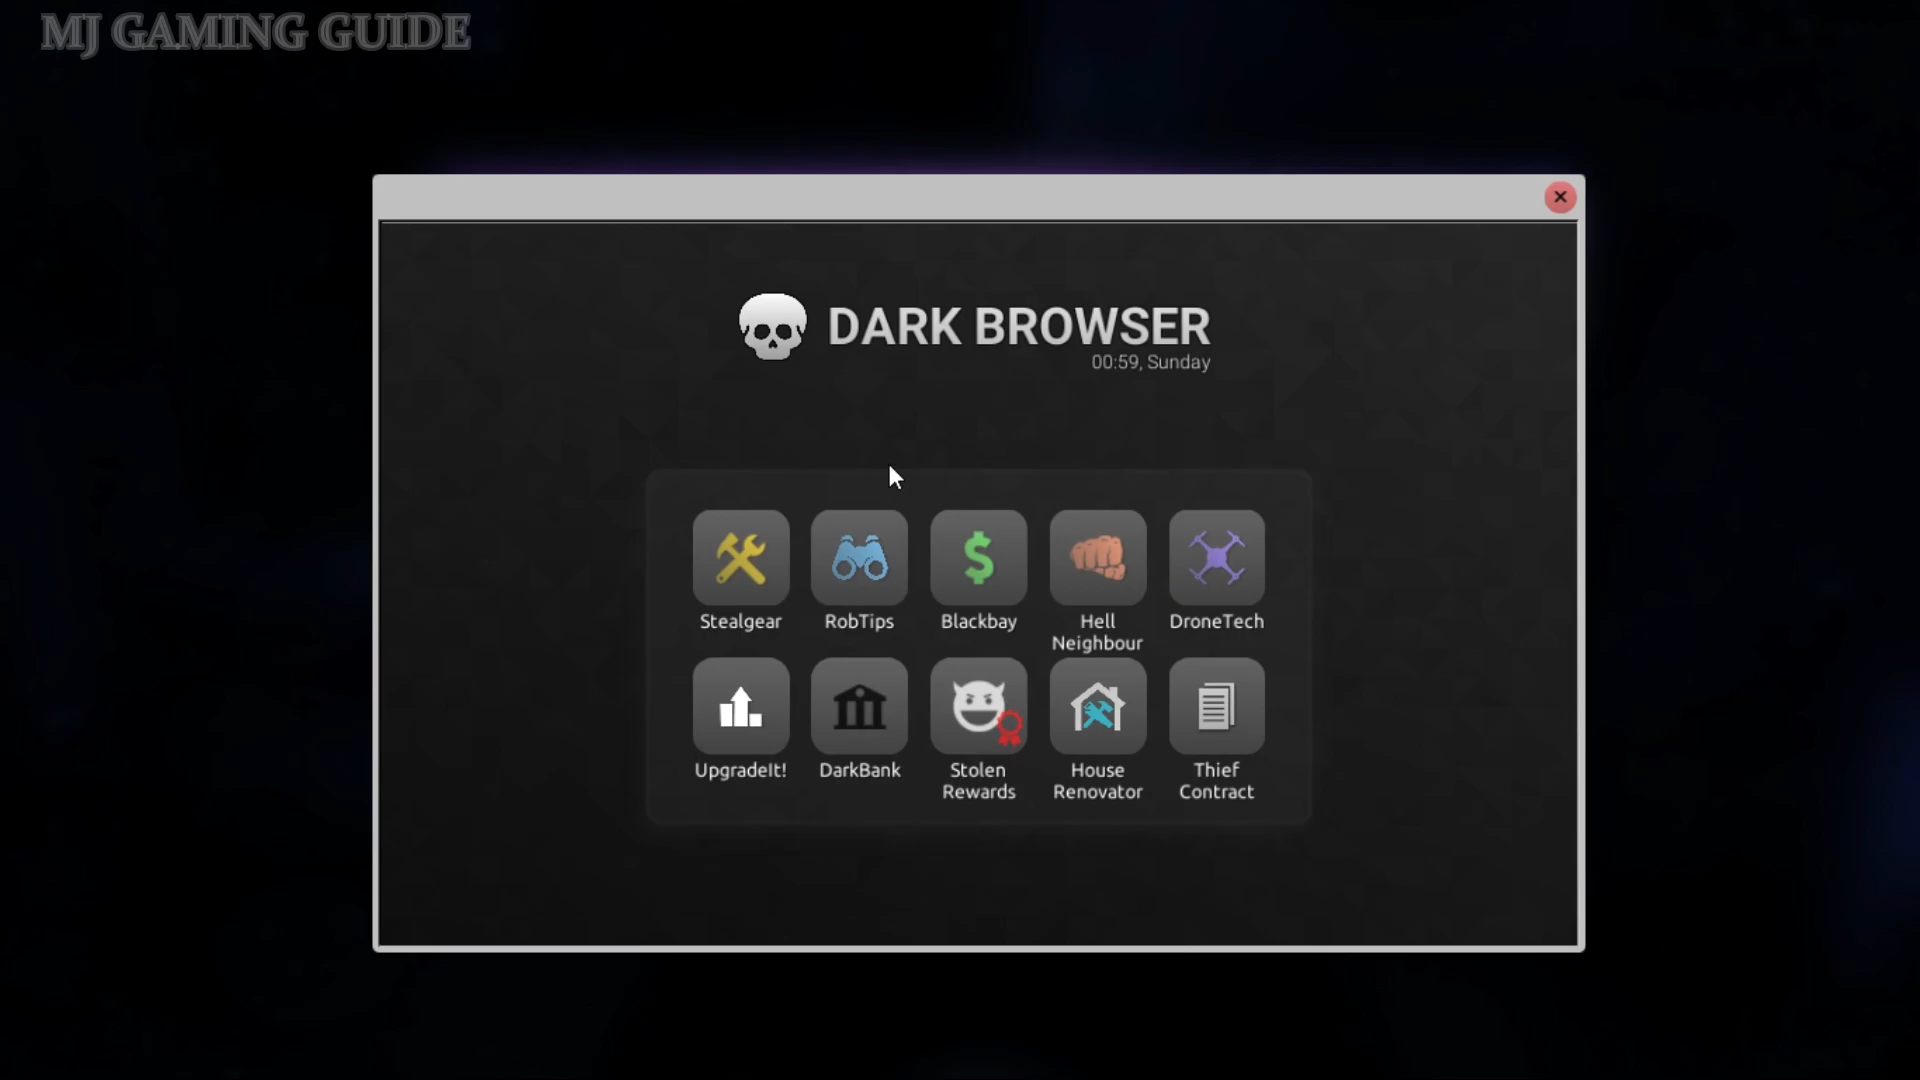 MJ GAMING GUIDE
DARK BROWSER
00:59, Sunday
Stealgear
RobTips
Blackbay
Hell
Neighbour
DroneTech
UpgradeIt!
DarkBank
Stolen
Rewards
House
Renovator
Thief
Contract